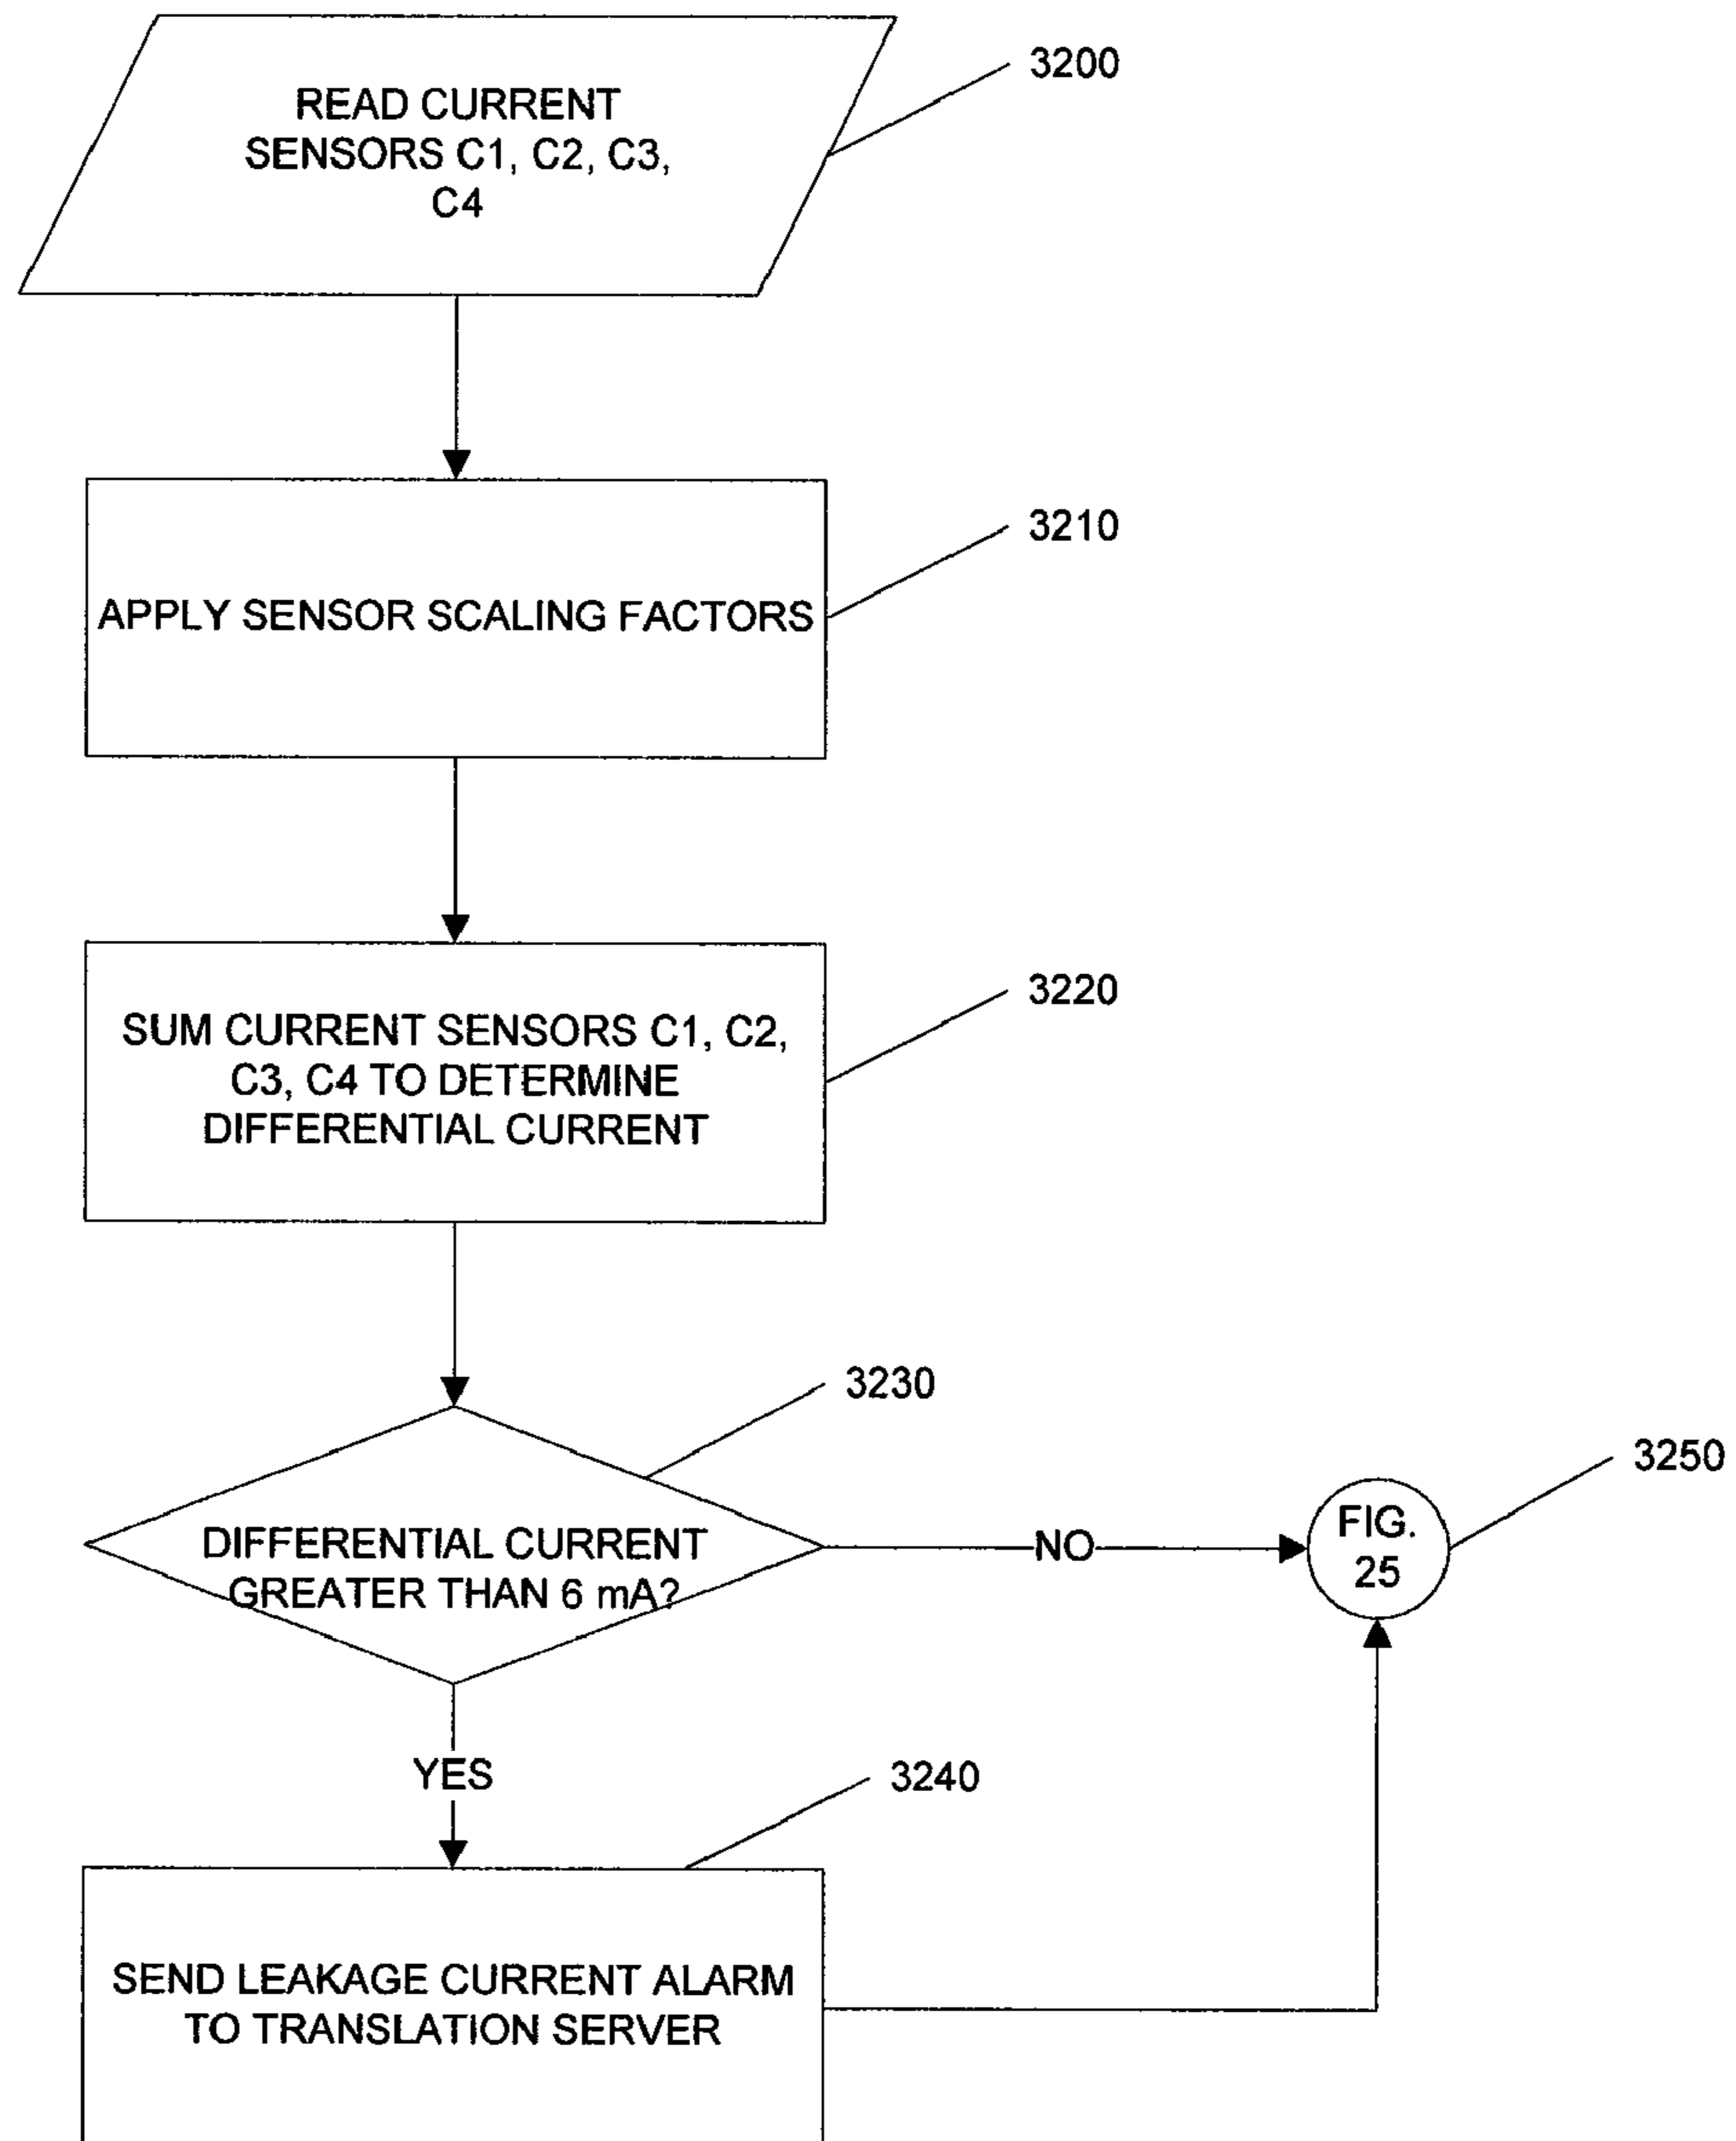 READ CURRENT
SENSORS C1, C2, C3,
C4
3200
APPLY SENSOR SCALING FACTORS
3210
SUM CURRENT SENSORS C1, C2,
C3, C4 TO DETERMINE
DIFFERENTIAL CURRENT
3220
DIFFERENTIAL CURRENT
GREATER THAN 6 mA?
3230
NO
FIG.
25
3250
YES
SEND LEAKAGE CURRENT ALARM
TO TRANSLATION SERVER
3240